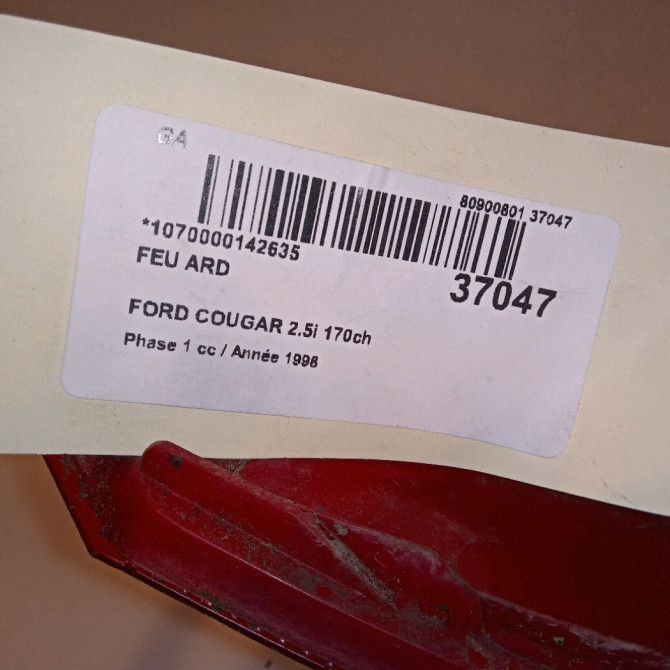 GA
80900801 37047
*1070000142635
FEU ARD
37047
FORD COUGAR 2.5i 170ch
Phase 1 cc / Année 1998